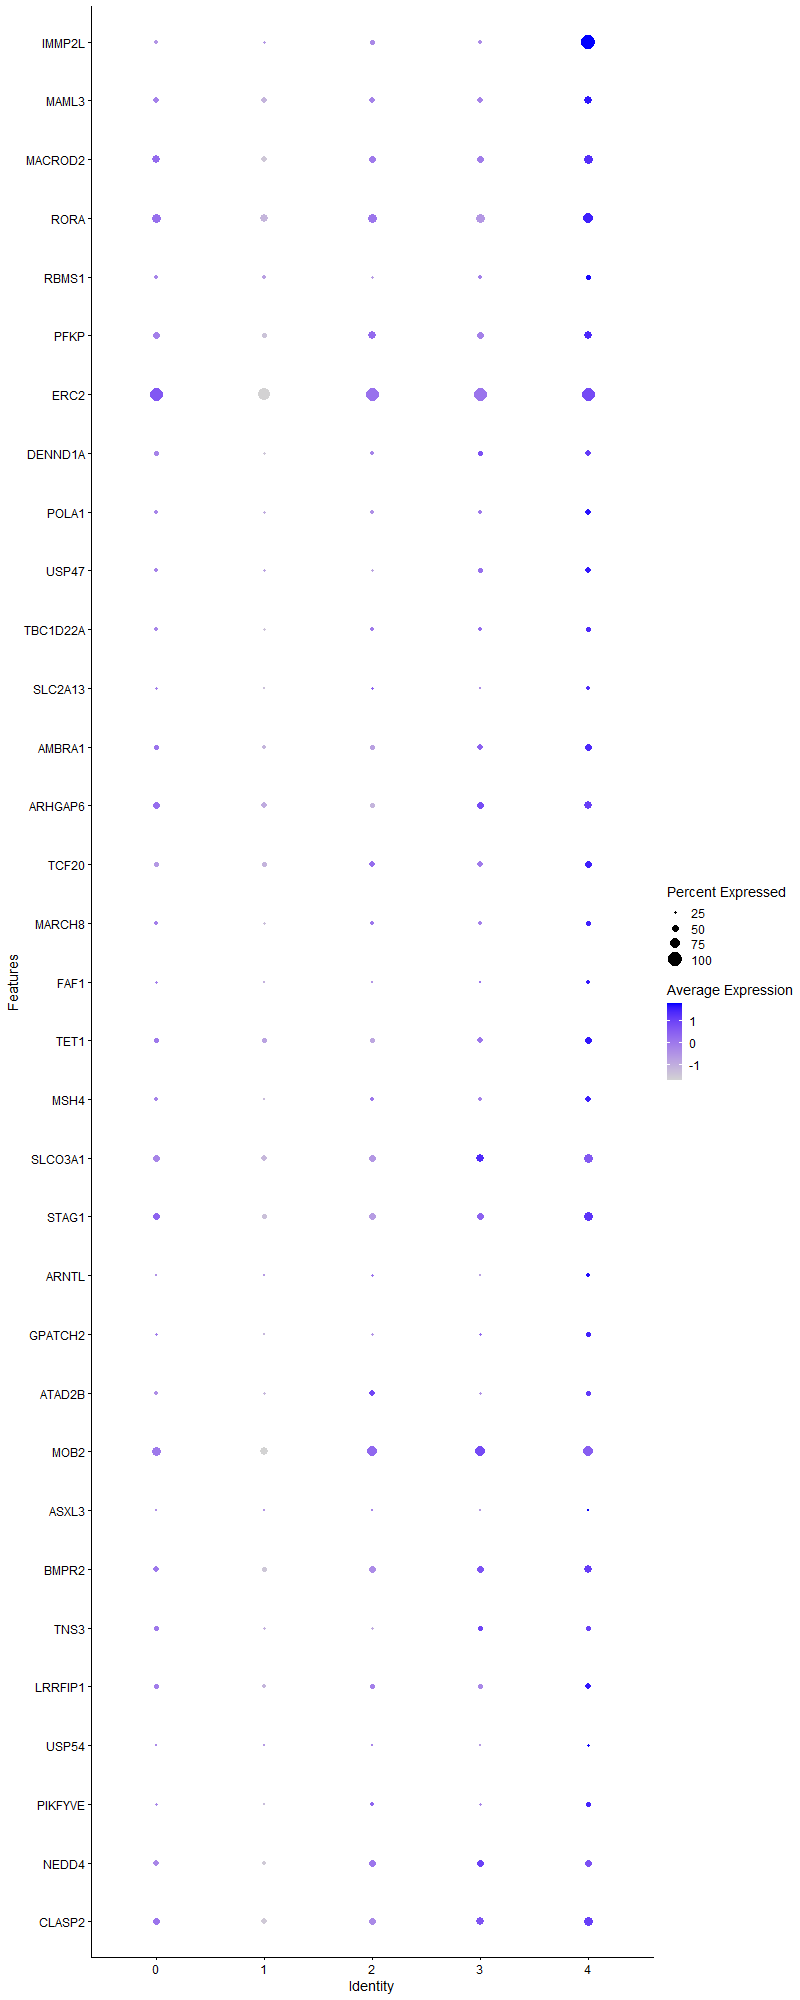 IMMP2L
MAML3
MACROD2
RORA
RBMS1
PFKP
ERC2
DENND1A
POLA1
USP47
TBC1D22A
SLC2A13
AMBRA1
ARHGAP6
TCF20
MARCH8
FAF1
TET1
MSH4
SLCO3A1
STAG1
ARNTL
GPATCH2
ATAD2B
MOB2
ASXL3
BMPR2
TNS3
LRRFIP1
USP54
PIKFYVE
NEDD4
CLASP2
Features
0 1 2 3 4
Identity
Percent Expressed
25
50
75
100
Average Expression
1
0
-1